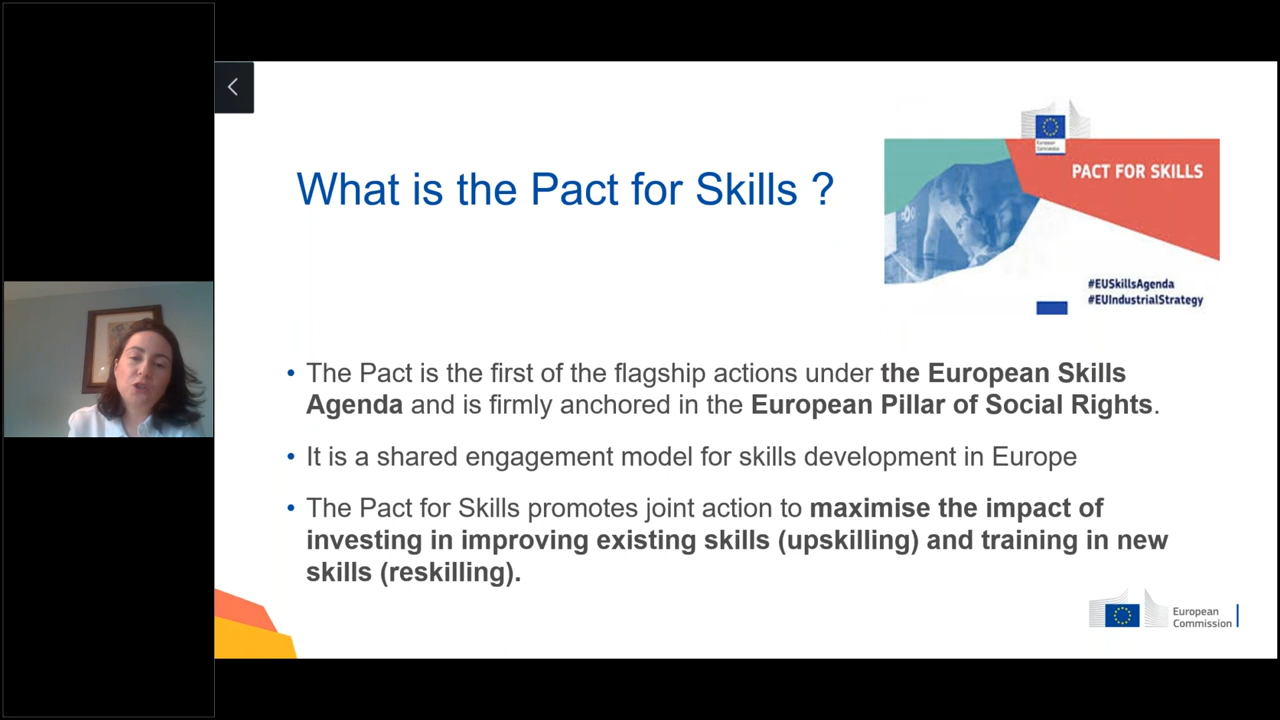 What is the Pact for Skills ?
European
Commission
PACT FOR SKILLS
#EUSkillsAgenda
#EUIndustrialStrategy
• The Pact is the first of the flagship actions under the European Skills
Agenda and is firmly anchored in the European Pillar of Social Rights.
• It is a shared engagement model for skills development in Europe
• The Pact for Skills promotes joint action to maximise the impact of
investing in improving existing skills (upskilling) and training in new
skills (reskilling).
European
Commission